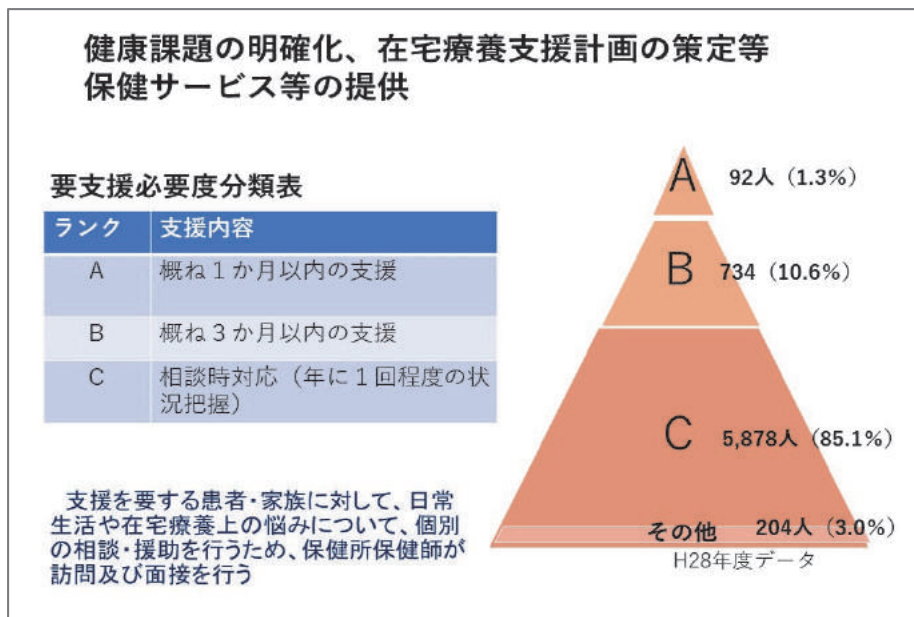 健康課題の明確化、在宅療養支援計画の策定等
保健サービス等の提供
要支援必要度分類表
ランク 支援内容
A 概ね１か月以内の支援
B 概ね３か月以内の支援
C 相談時対応（年に１回程度の状
況把握）
支援を要する患者・家族に対して、日常
生活や在宅療養上の悩みについて、個別
の相談・援助を行うため、保健所保健師が
訪問及び面接を行う
A 92人（1.3%）
B 734（10.6%）
C 5,878人（85.1%）
その他 204人（3.0%）
H28年度データ